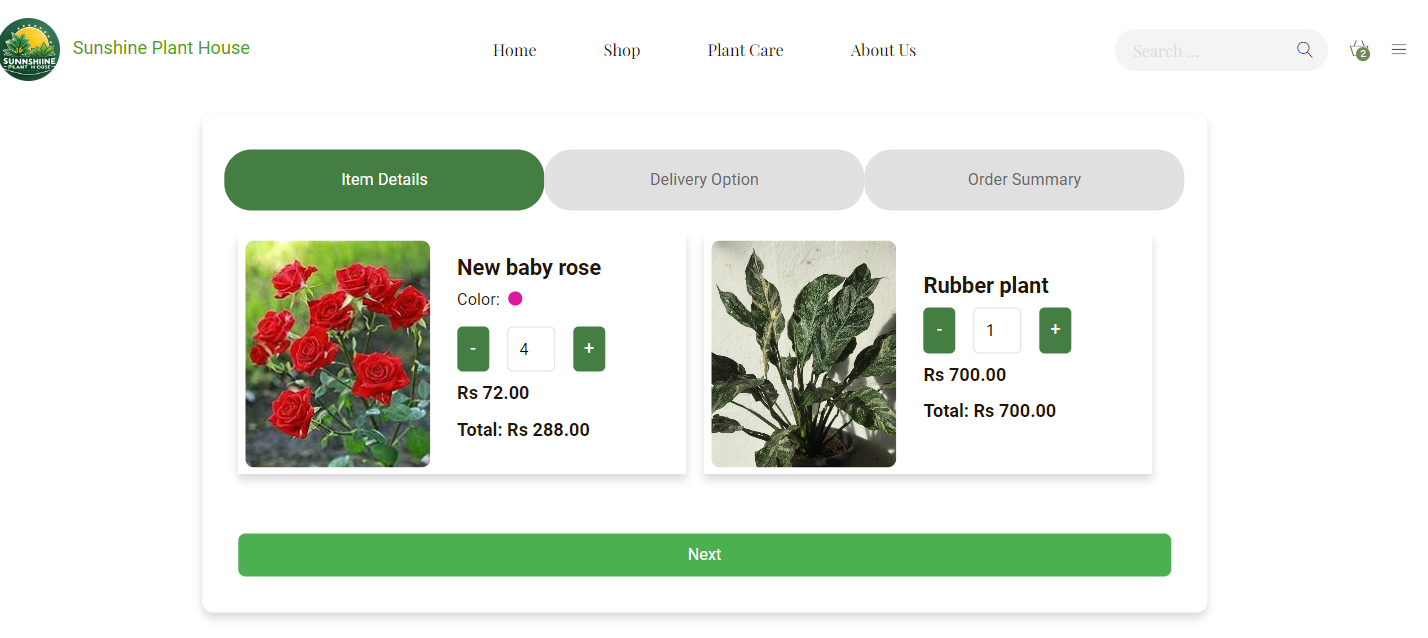 SUNNSHIINE
PLANT HOUSE
Sunshine Plant House
Home
Shop
Plant Care
About Us
Search ...
2
Item Details
Delivery Option
Order Summary
New baby rose
Color:
-
4
+
Rs 72.00
Total: Rs 288.00
Rubber plant
-
1
+
Rs 700.00
Total: Rs 700.00
Next